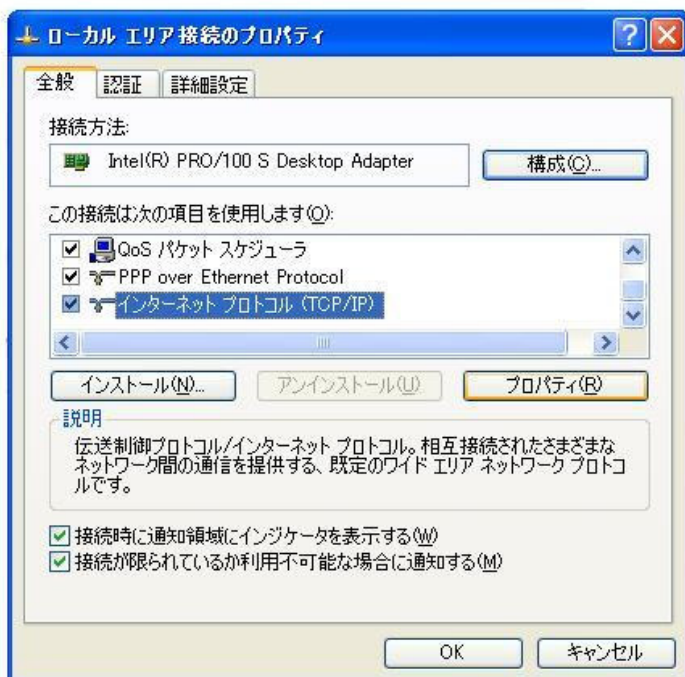 ローカル エリア接続のプロパティ
全般 認証 詳細設定
接続方法:
Intel(R) PRO/100 S Desktop Adapter 構成(C)...
この接続は次の項目を使用します(O):
QoS パケット スケジューラ
PPP over Ethernet Protocol
インターネット プロトコル (TCP/IP)
インストール(N)... アンインストール(U) プロパティ(R)
説明
伝送制御プロトコル/インターネット プロトコル。相互接続されたさまざまな
ネットワーク間の通信を提供する、既定のワイド エリア ネットワーク プロトコ
ルです。
接続時に通知領域にインジケータを表示する(W)
接続が限られているか利用不可能な場合に通知する(M)
OK キャンセル